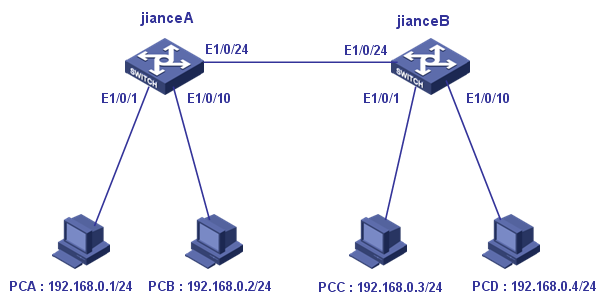 jianceA
jianceB
E1/0/24
E1/0/24
SWITCH
SWITCH
E1/0/1
E1/0/10
E1/0/1
E1/0/10
PCA : 192.168.0.1/24
PCB : 192.168.0.2/24
PCC : 192.168.0.3/24
PCD : 192.168.0.4/24